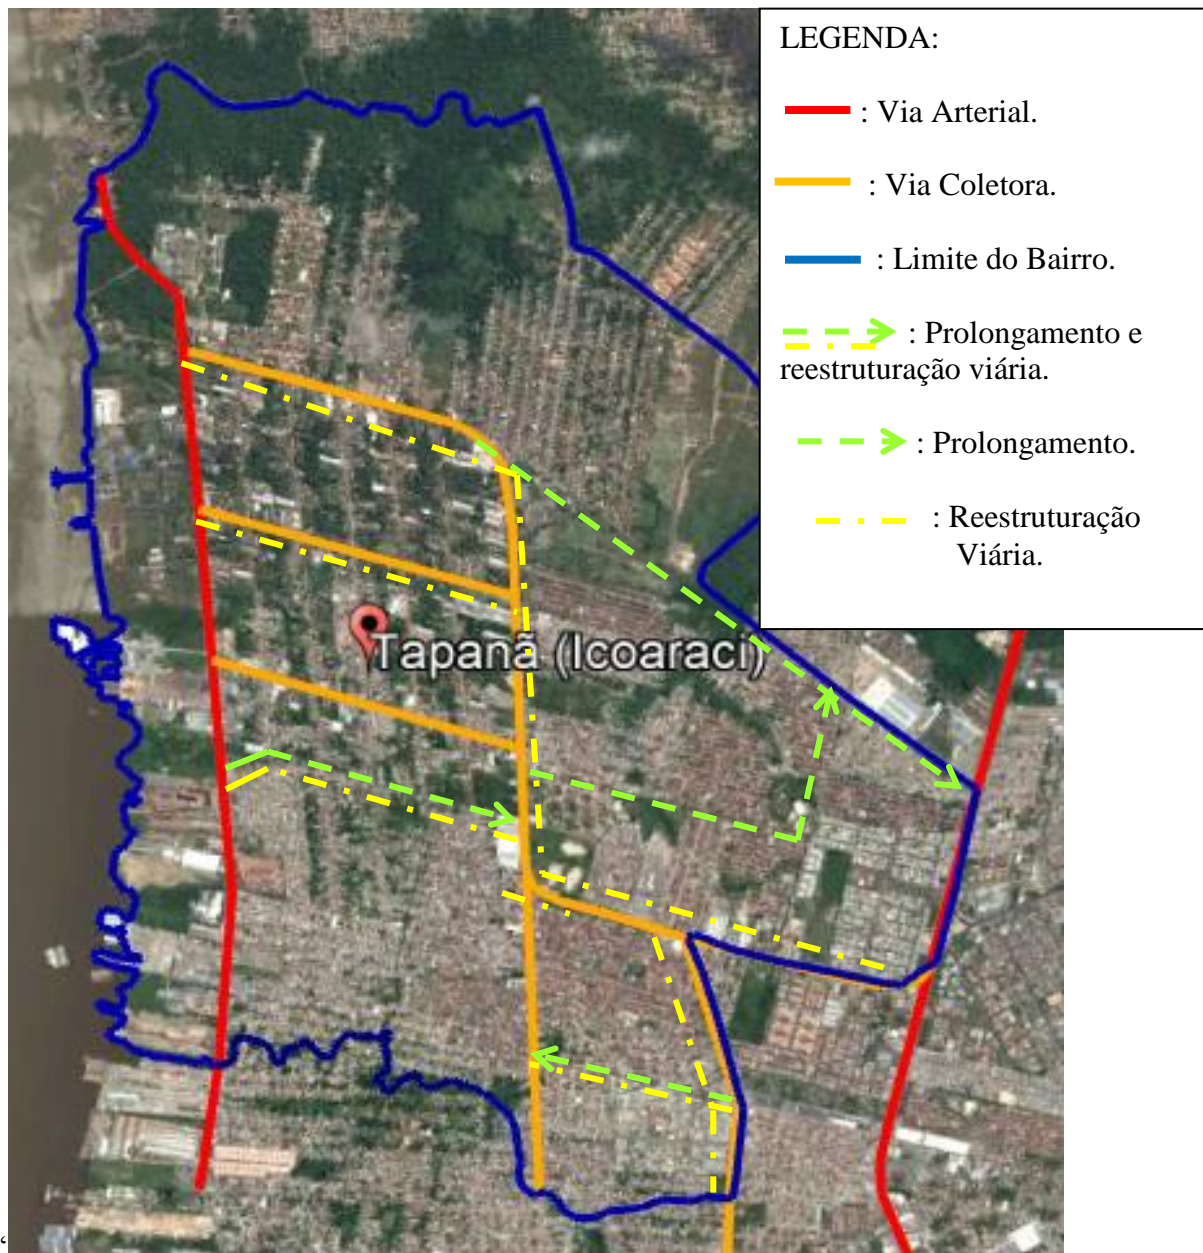 LEGENDA:
: Via Arterial.
: Via Coletora.
: Limite do Bairro.
: Prolongamento e
reestruturação viária.
: Prolongamento.
: Reestruturação
Viária.
Tapanã (Icoaraci)
‘